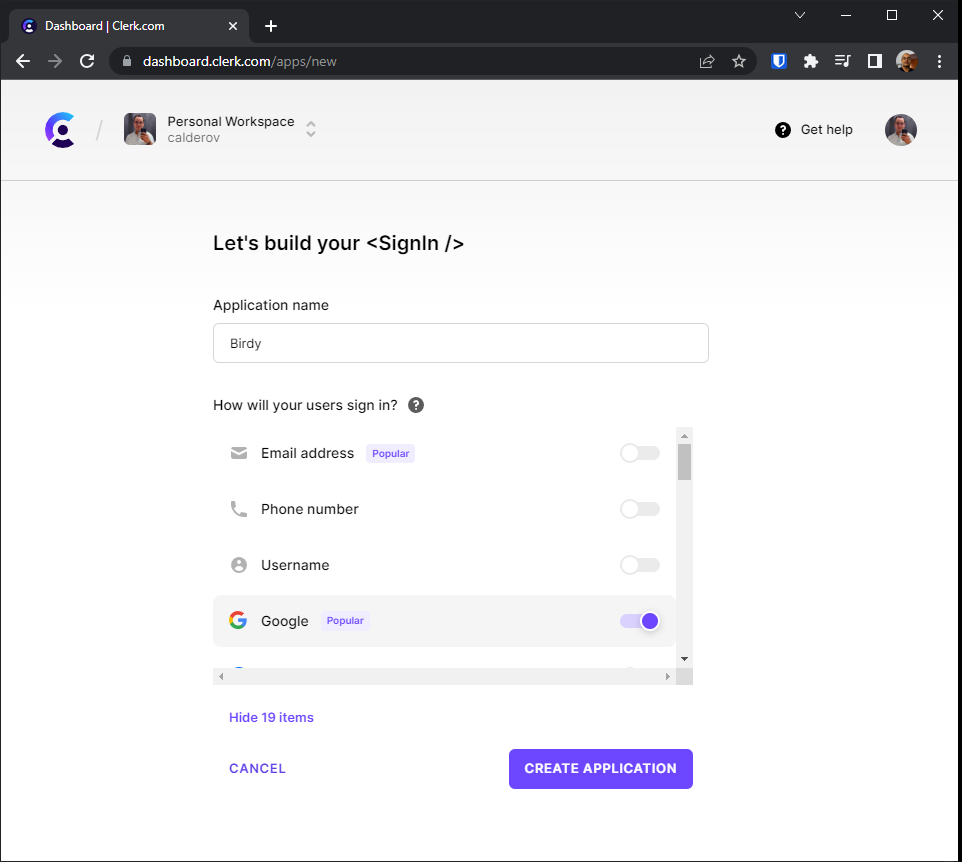 Dashboard | Clerk.com
dashboard.clerk.com/apps/new
Personal Workspace
calderov
Get help
Let's build your <SignIn />
Application name
Birdy
How will your users sign in?
Email address Popular
Phone number
Username
Google Popular
Hide 19 items
CANCEL
CREATE APPLICATION